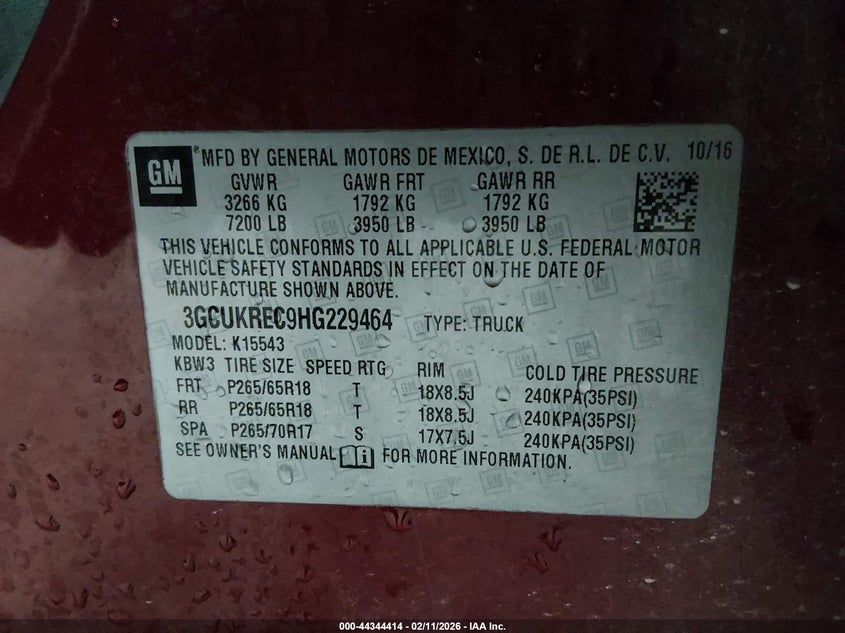 GM
*MFD BY GENERAL MOTORS DE MEXICO, S. DE R.L. DE C.V. 10/16
GVWR GAWR FRT GAWR RR
3266 KG 1792 KG 1792 KG
7200 LB 3950 LB 3950 LB
THIS VEHICLE CONFORMS TO ALL APPLICABLE U.S. FEDERAL MOTOR
VEHICLE SAFETY STANDARDS IN EFFECT ON THE DATE OF
MANUFACTURE SHOWN ABOVE.
3GCUKREC9HG229464 TYPE: TRUCK
MODEL: K15543
KBW3 TIRE SIZE SPEED RTG RIM COLD TIRE PRESSURE
FRT P265/65R18 T 18X8.5J 240KPA(35PSI)
RR P265/65R18 T 18X8.5J 240KPA(35PSI)
SPA P265/70R17 S 17X7.5J 240KPA(35PSI)
SEE OWNER'S MANUAL i FOR MORE INFORMATION.
000-44344414 - 02/11/2026 - IAA Inc.